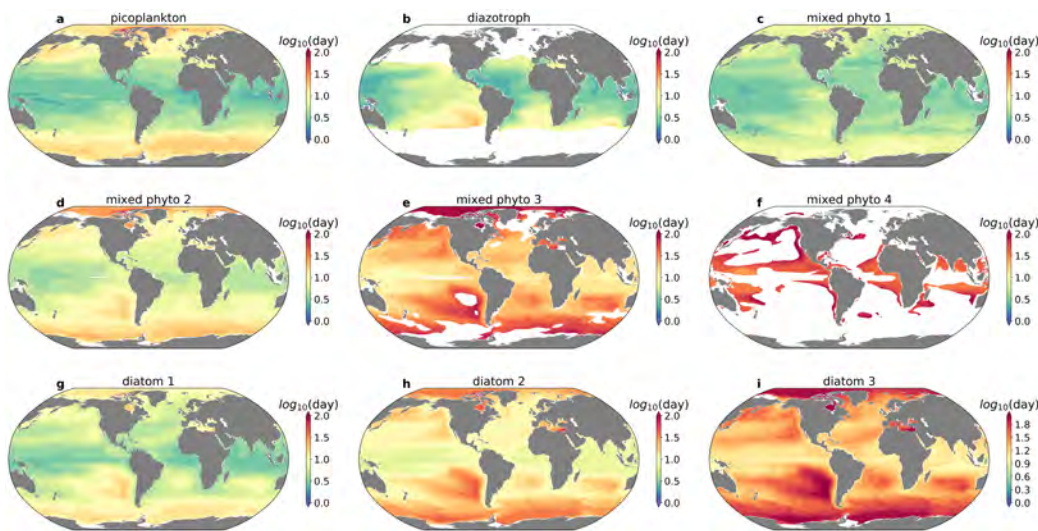 a picoplankton
log10(day)
2.0
1.5
1.0
0.5
0.0
b diazotroph
log10(day)
2.0
1.5
1.0
0.5
0.0
c mixed phyto 1
log10(day)
2.0
1.5
1.0
0.5
0.0
d mixed phyto 2
log10(day)
2.0
1.5
1.0
0.5
0.0
e mixed phyto 3
log10(day)
2.0
1.5
1.0
0.5
0.0
f mixed phyto 4
log10(day)
2.0
1.5
1.0
0.5
0.0
g diatom 1
log10(day)
2.0
1.5
1.0
0.5
0.0
h diatom 2
log10(day)
2.0
1.5
1.0
0.5
0.0
i diatom 3
log10(day)
1.8
1.5
1.2
0.9
0.6
0.3
0.0